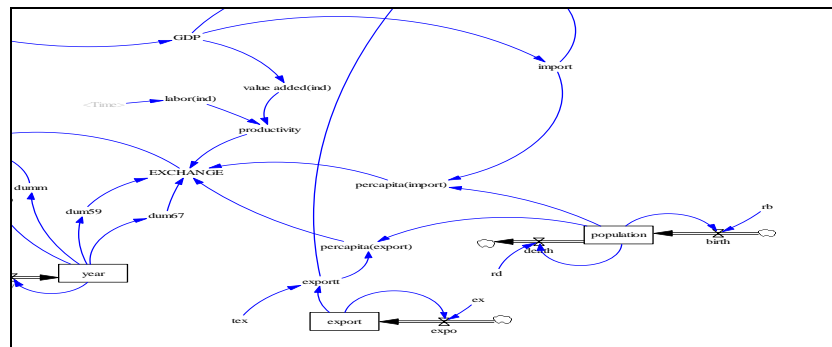 GDP
import
value added(ind)
<Time>
labor(ind)
productivity
EXCHANGE
percapita(import)
dumm
dum59
dum67
rb
population
birth
percapita(export)
death
year
rd
exportt
ex
tex
export
expo